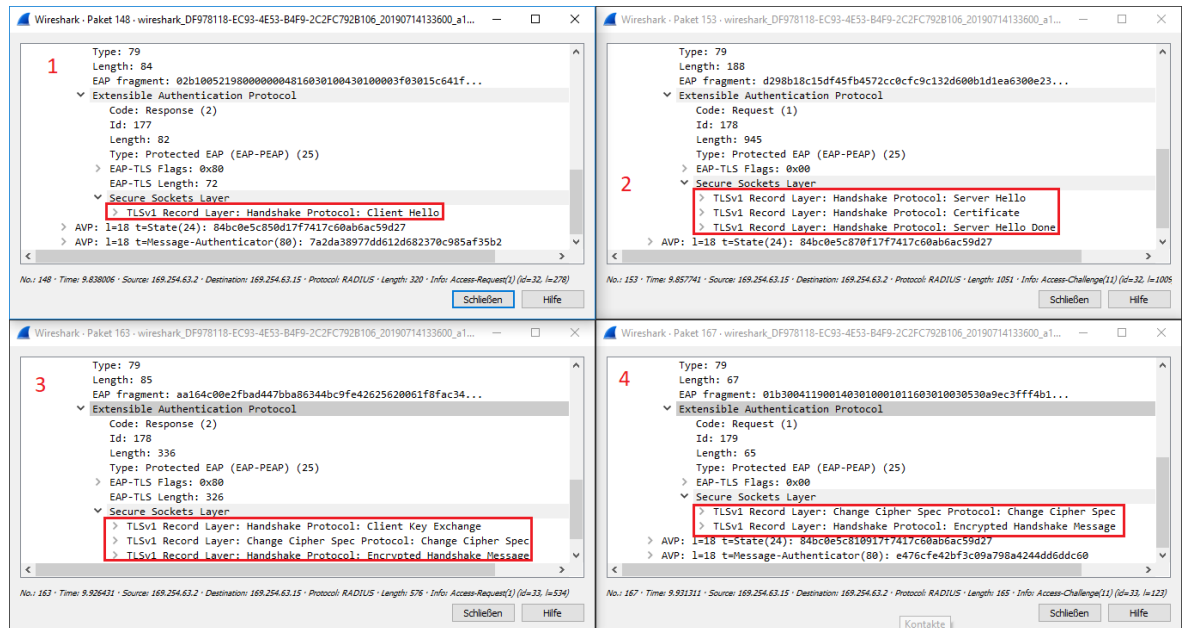 Wireshark · Paket 148 · wireshark_DF978118-EC93-4E53-B4F9-2C2FC792B106_20190714133600_a1...
1
Type: 79
Length: 84
EAP fragment: 02b100521980000000481603010043010003f03015c641f...
Extensible Authentication Protocol
Code: Response (2)
Id: 177
Length: 82
Type: Protected EAP (EAP-PEAP) (25)
EAP-TLS Flags: 0x80
EAP-TLS Length: 72
Secure Sockets Layer
TLSv1 Record Layer: Handshake Protocol: Client Hello
AVP: l=18 t=State(24): 84bc0e5c850d17f7417c60ab6ac59d27
AVP: l=18 t=Message-Authenticator(80): 7a2da38977dd612d682370c985af35b2
No.: 148 · Time: 9.838006 · Source: 169.254.63.2 · Destination: 169.254.63.15 · Protocol: RADIUS · Length: 320 · Info: Access-Request(1) (id=32, l=278)
Schließen
Hilfe
Wireshark · Paket 153 · wireshark_DF978118-EC93-4E53-B4F9-2C2FC792B106_20190714133600_a1...
2
Type: 79
Length: 188
EAP fragment: d298b18c15df45fb4572cc0cfc9c132d600b1d1ea6300e23...
Extensible Authentication Protocol
Code: Request (1)
Id: 178
Length: 945
Type: Protected EAP (EAP-PEAP) (25)
EAP-TLS Flags: 0x00
Secure Sockets Layer
TLSv1 Record Layer: Handshake Protocol: Server Hello
TLSv1 Record Layer: Handshake Protocol: Certificate
TLSv1 Record Layer: Handshake Protocol: Server Hello Done
AVP: l=18 t=State(24): 84bc0e5c870f17f7417c60ab6ac59d27
No.: 153 · Time: 9.857741 · Source: 169.254.63.15 · Destination: 169.254.63.2 · Protocol: RADIUS · Length: 1051 · Info: Access-Challenge(11) (id=32, l=1009
Schließen
Hilfe
Wireshark · Paket 163 · wireshark_DF978118-EC93-4E53-B4F9-2C2FC792B106_20190714133600_a1...
3
Type: 79
Length: 85
EAP fragment: aa164c00e2fbad447bba86344bc9fe42625620061f8fac34...
Extensible Authentication Protocol
Code: Response (2)
Id: 178
Length: 336
Type: Protected EAP (EAP-PEAP) (25)
EAP-TLS Flags: 0x80
EAP-TLS Length: 326
Secure Sockets Layer
TLSv1 Record Layer: Handshake Protocol: Client Key Exchange
TLSv1 Record Layer: Change Cipher Spec Protocol: Change Cipher Spec
TLSv1 Record Layer: Handshake Protocol: Encrypted Handshake Message
No.: 163 · Time: 9.926431 · Source: 169.254.63.2 · Destination: 169.254.63.15 · Protocol: RADIUS · Length: 576 · Info: Access-Request(1) (id=33, l=534)
Schließen
Hilfe
Wireshark · Paket 167 · wireshark_DF978118-EC93-4E53-B4F9-2C2FC792B106_20190714133600_a1...
4
Type: 79
Length: 67
EAP fragment: 01b3004119001403010001011603010030530a9ec3fff4b1...
Extensible Authentication Protocol
Code: Request (1)
Id: 179
Length: 65
Type: Protected EAP (EAP-PEAP) (25)
EAP-TLS Flags: 0x00
Secure Sockets Layer
TLSv1 Record Layer: Change Cipher Spec Protocol: Change Cipher Spec
TLSv1 Record Layer: Handshake Protocol: Encrypted Handshake Message
AVP: l=18 t=State(24): 84bc0e5c810917f7417c60ab6ac59d27
AVP: l=18 t=Message-Authenticator(80): e476cfe42bf3c09a798a4244dd6ddc60
No.: 167 · Time: 9.931311 · Source: 169.254.63.15 · Destination: 169.254.63.2 · Protocol: RADIUS · Length: 165 · Info: Access-Challenge(11) (id=33, l=123)
Schließen
Hilfe
Kontakte